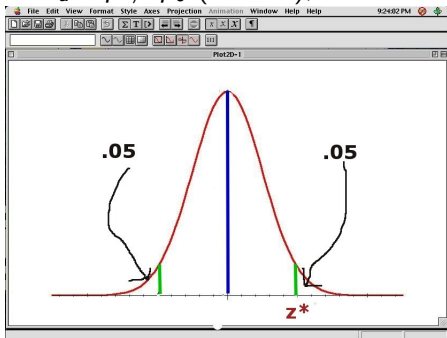 File Edit View Format Style Axes Projection Animation Window Help Help 9:24:02 PM
Plot2D-1
.05 .05
z*